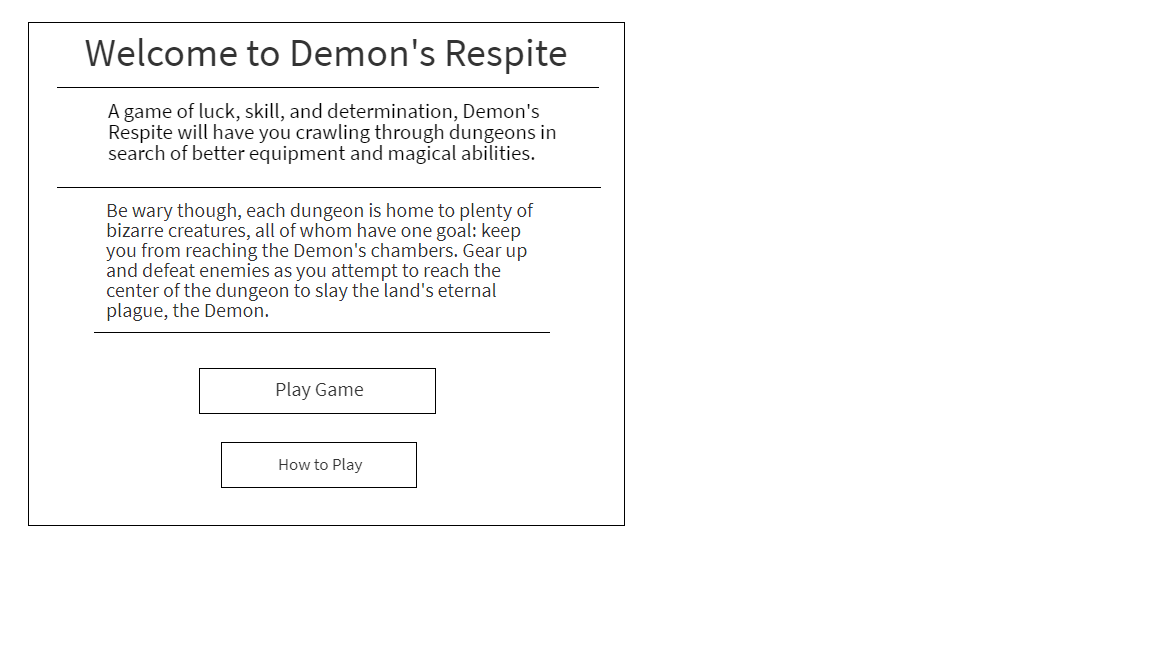 Welcome to Demon's Respite
A game of luck, skill, and determination, Demon's
Respite will have you crawling through dungeons in
search of better equipment and magical abilities.
Be wary though, each dungeon is home to plenty of
bizarre creatures, all of whom have one goal: keep
you from reaching the Demon's chambers. Gear up
and defeat enemies as you attempt to reach the
center of the dungeon to slay the land's eternal
plague, the Demon.
Play Game
How to Play